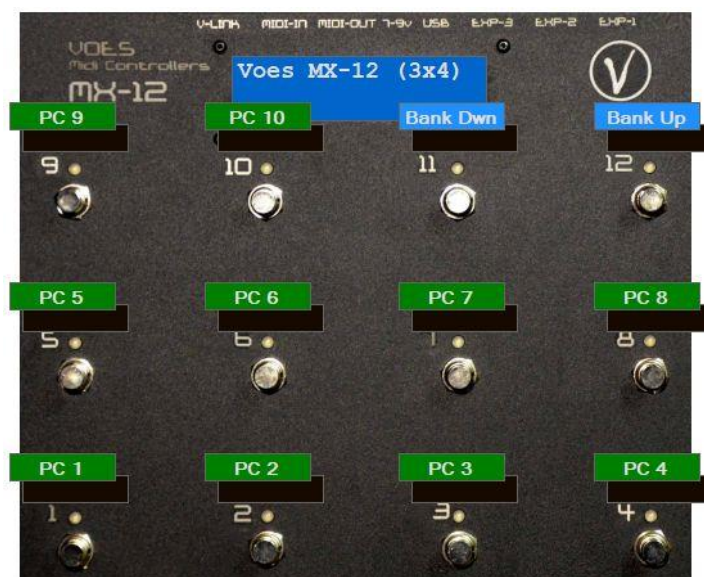 V-LINK MIDI-IN MIDI-OUT 7-9V USB EXP-3 EXP-2 EXP-1
VOES
Midi Controllers
MX-12
Voes MX-12 (3x4)
V
PC 9 PC 10 Bank Dwn Bank Up
9 10 11 12
PC 5 PC 6 PC 7 PC 8
5 6 8
PC 1 PC 2 PC 3 PC 4
1 2 3 4